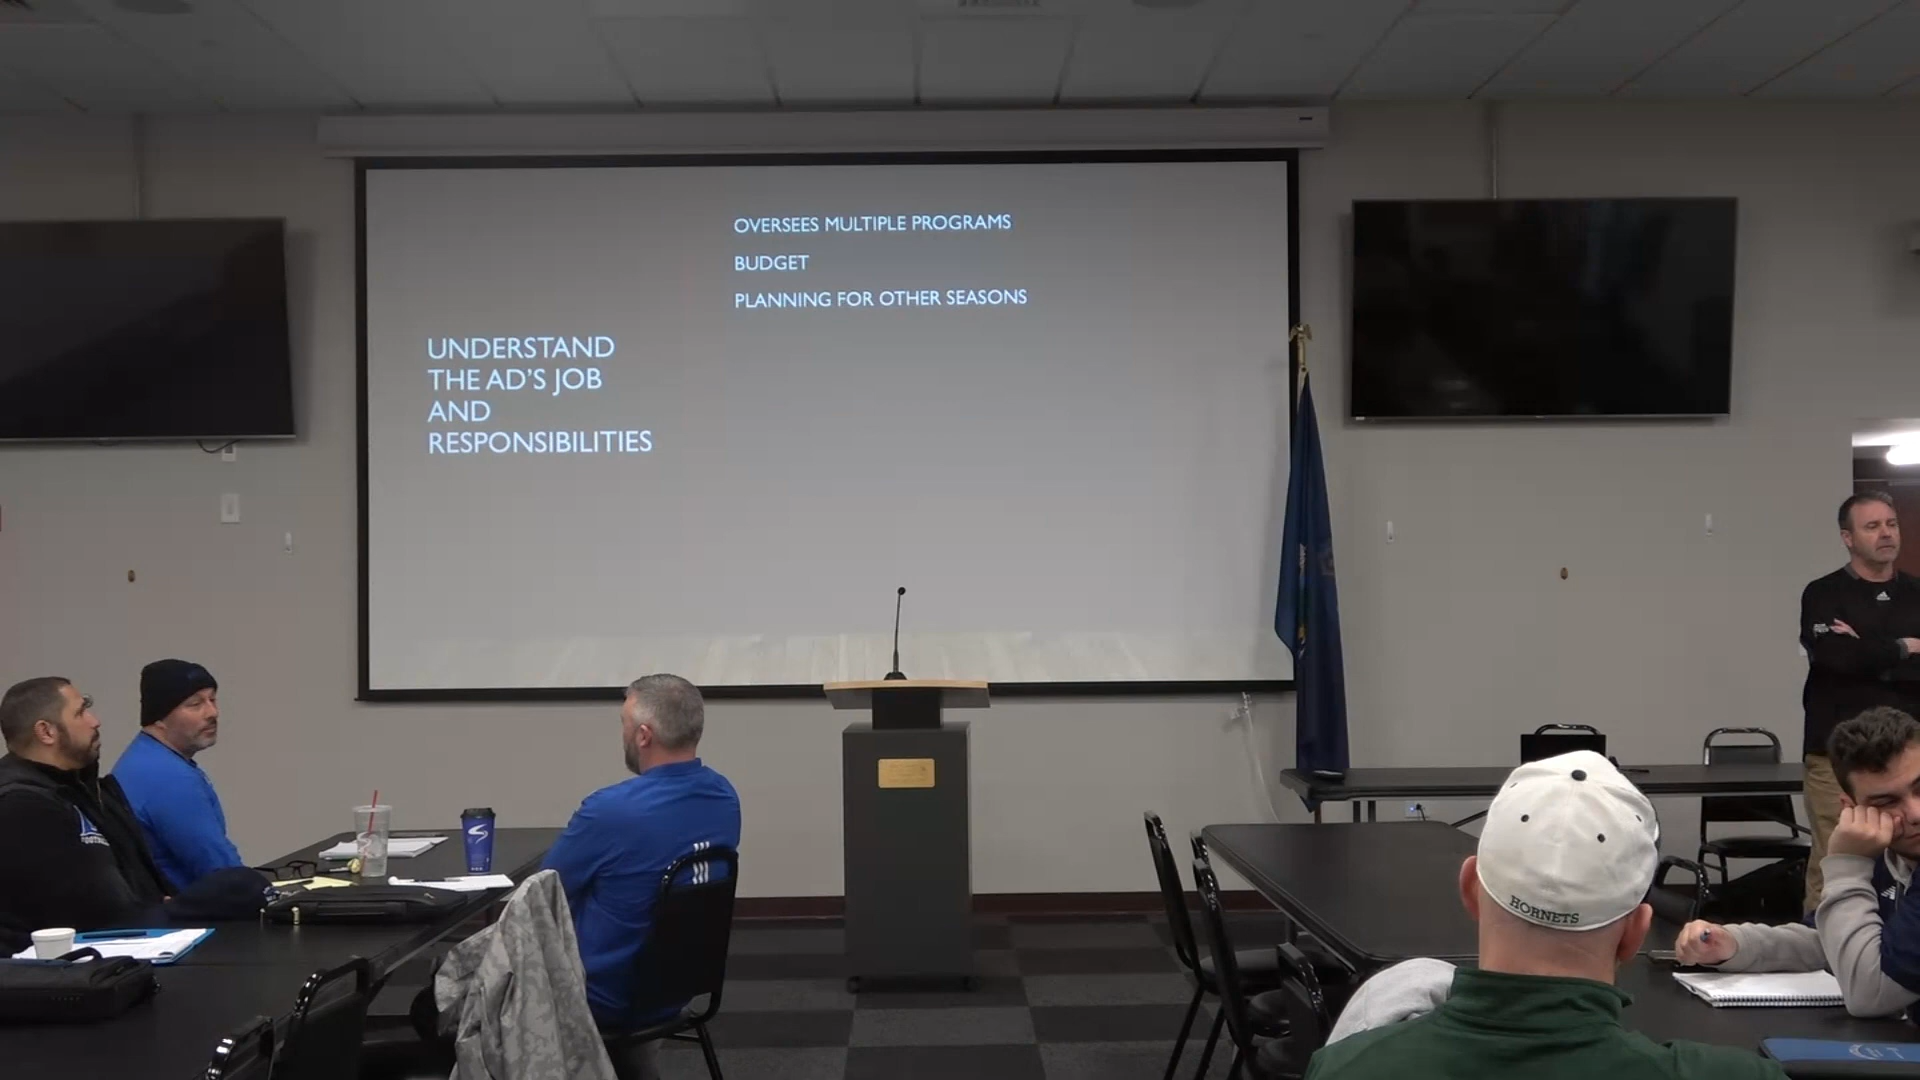 OVERSEES MULTIPLE PROGRAMS
BUDGET
PLANNING FOR OTHER SEASONS
UNDERSTAND
THE AD'S JOB
AND
RESPONSIBILITIES
HORNETS